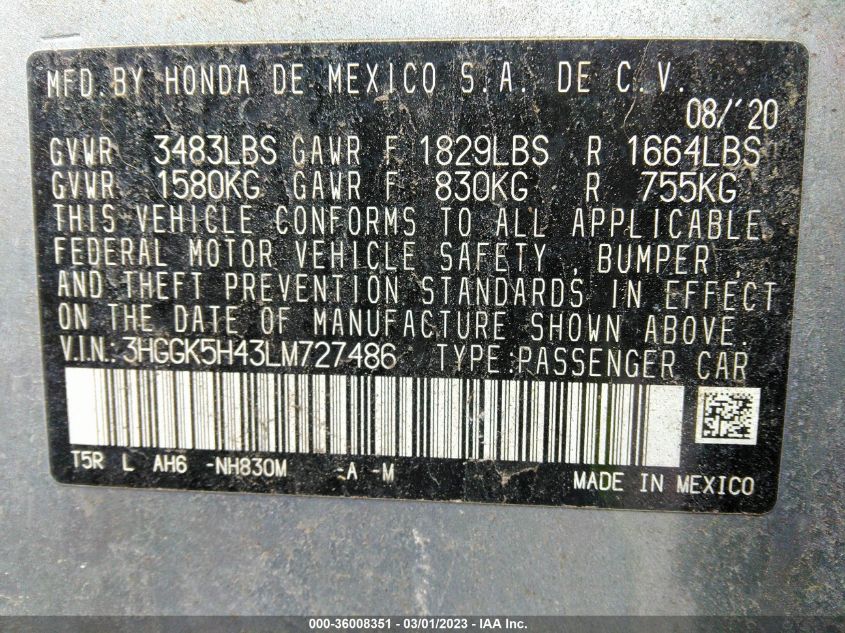 MFD. BY HONDA DE MEXICO S.A. DE C.V.
08/'20
GVWR 3483LBS GAWR F 1829LBS R 1664LBS
GVWR 1580KG GAWR F 830KG R 755KG
THIS VEHICLE CONFORMS TO ALL APPLICABLE
FEDERAL MOTOR VEHICLE SAFETY , BUMPER ,
AND THEFT PREVENTION STANDARDS IN EFFECT
ON THE DATE OF MANUFACTURE SHOWN ABOVE.
V.I.N.: 3HGGK5H43LM727486 TYPE:PASSENGER CAR
T5R L AH6 -NH830M -A -M
MADE IN MEXICO
000-36008351 | 03/01/2023 | IAA Inc.